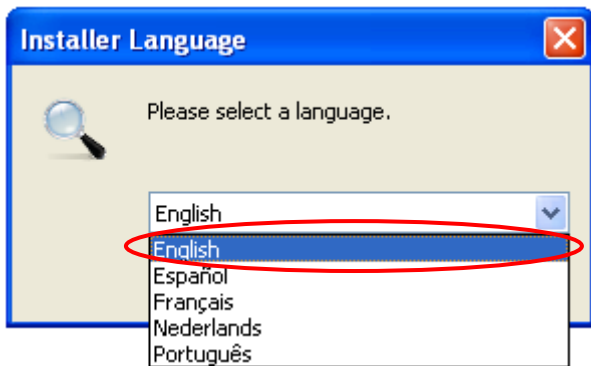 Installer Language
Please select a language.
English
English
Español
Français
Nederlands
Português